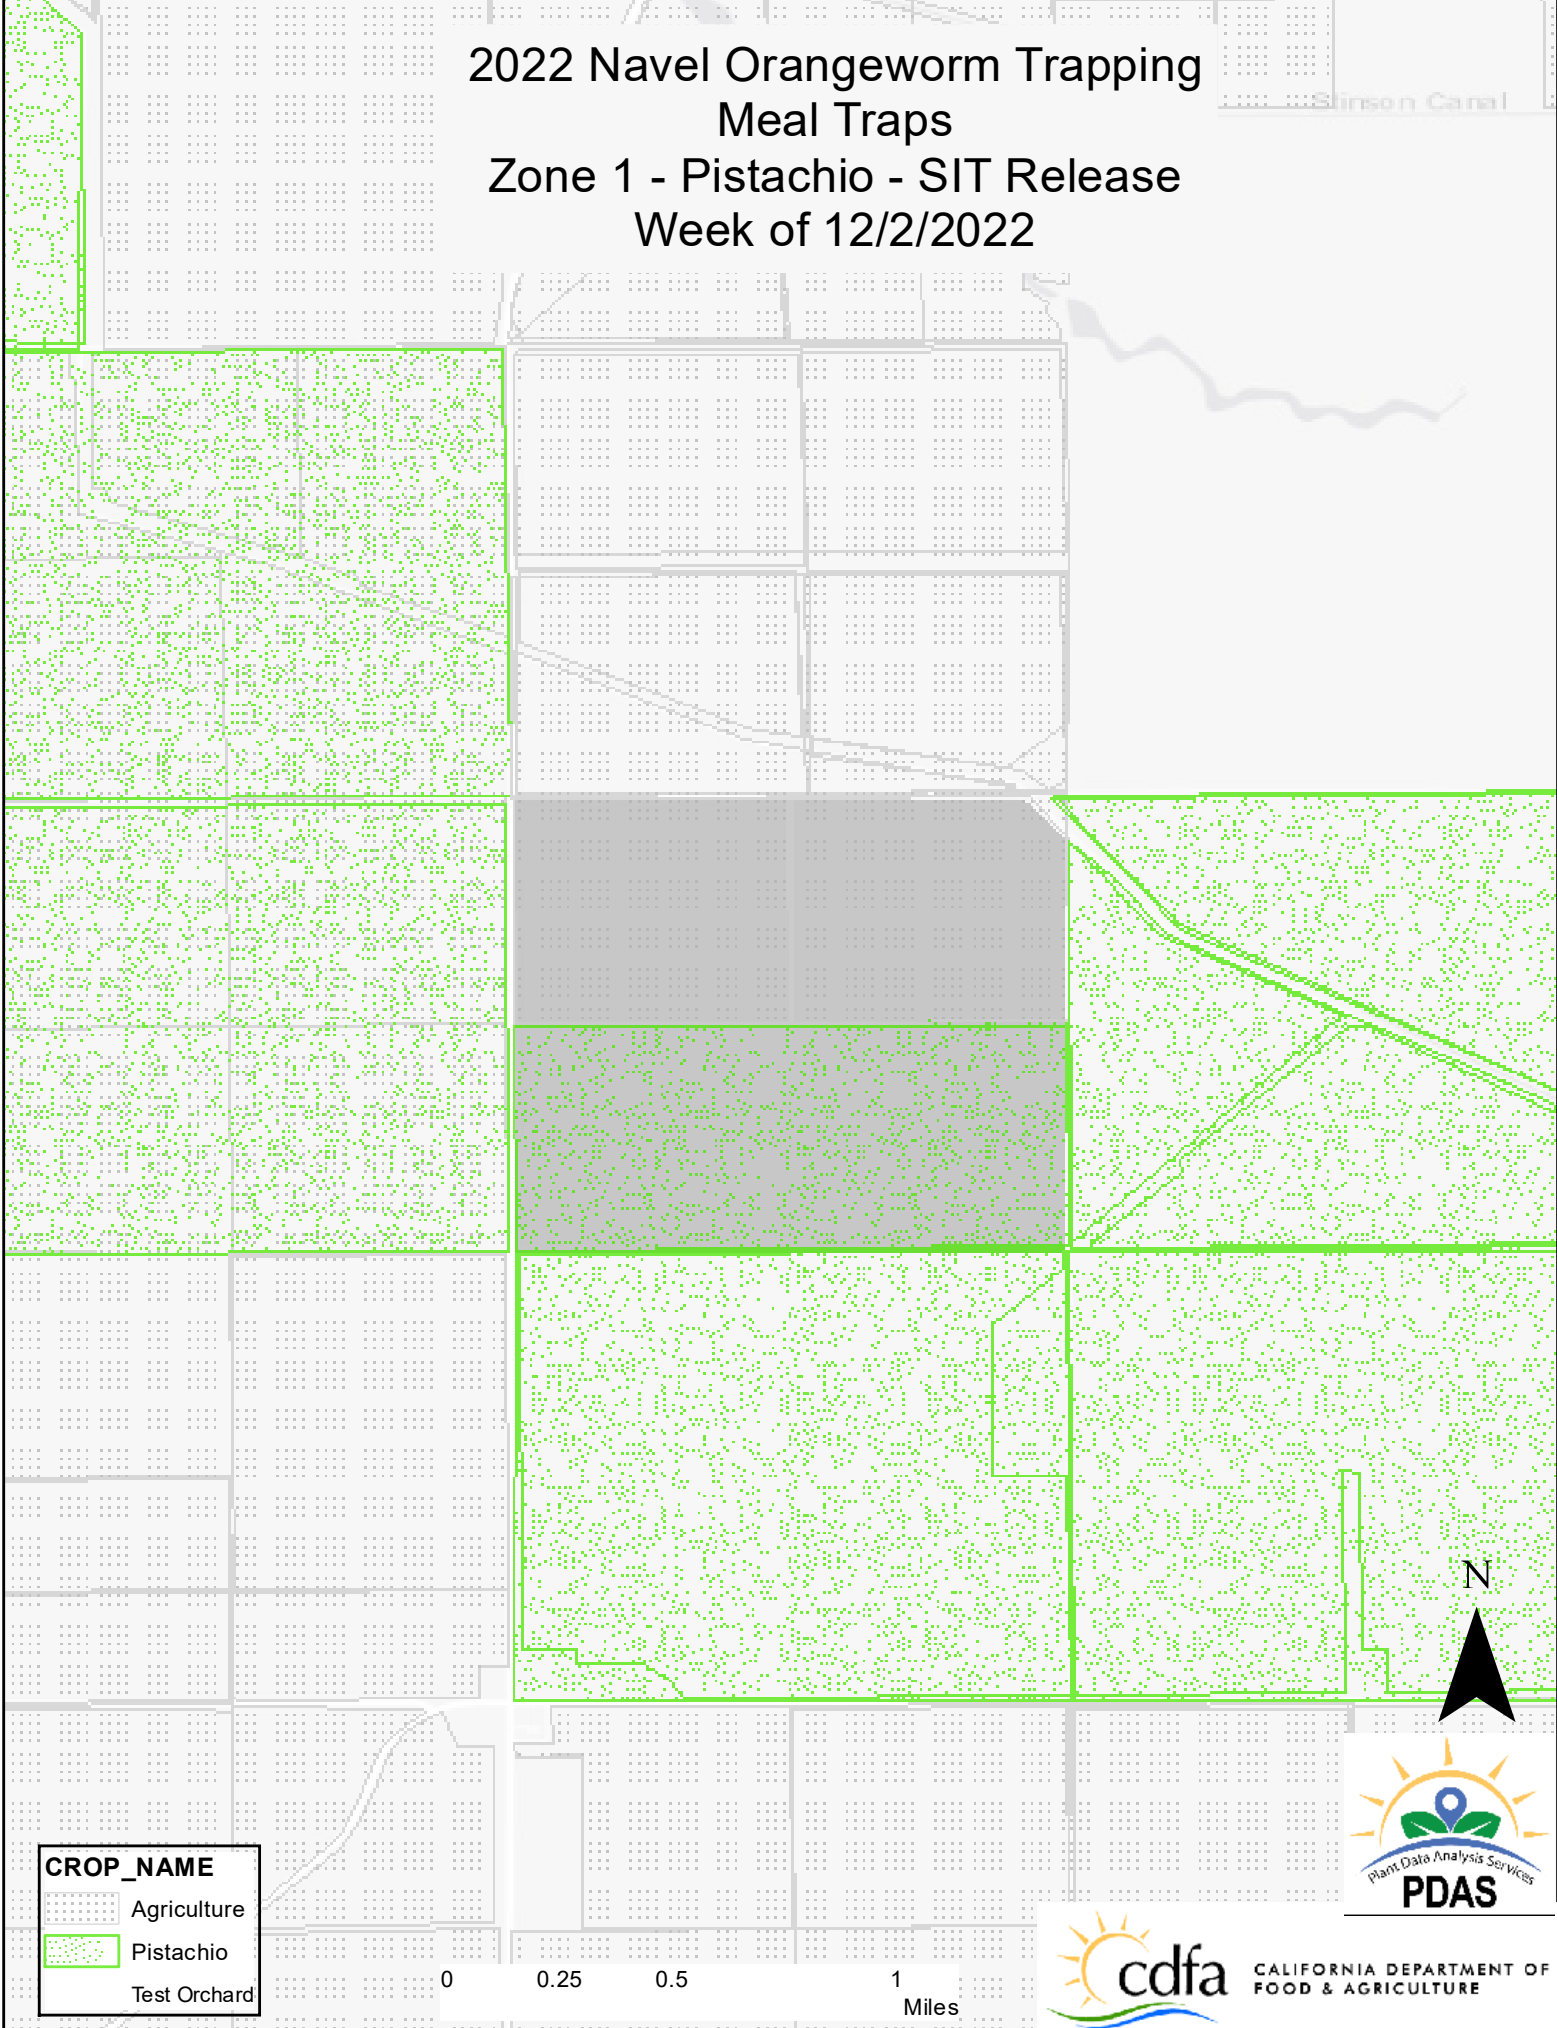 2022 Navel Orangeworm Trapping
Meal Traps
Zone 1 - Pistachio - SIT Release
Week of 12/2/2022
Stinson Canal
N
Plant Data Analysis Services
PDAS
CROP_NAME
Agriculture
Pistachio
Test Orchard
0 0.25 0.5 1
Miles
cdfa
CALIFORNIA DEPARTMENT OF
FOOD & AGRICULTURE